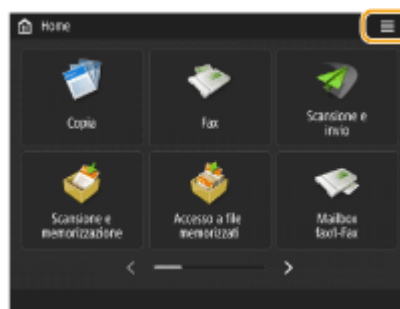 Home
Copia
Fax
Scansione e
invio
Scansione e
memorizzazione
Accesso a file
memorizzati
Mailbox
fax/I-Fax